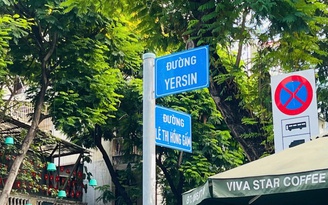 ĐƯỜNG
YERSIN
ĐƯỜNG
LÊ THỊ HỒNG GẤM
VIVA STAR COFFEE